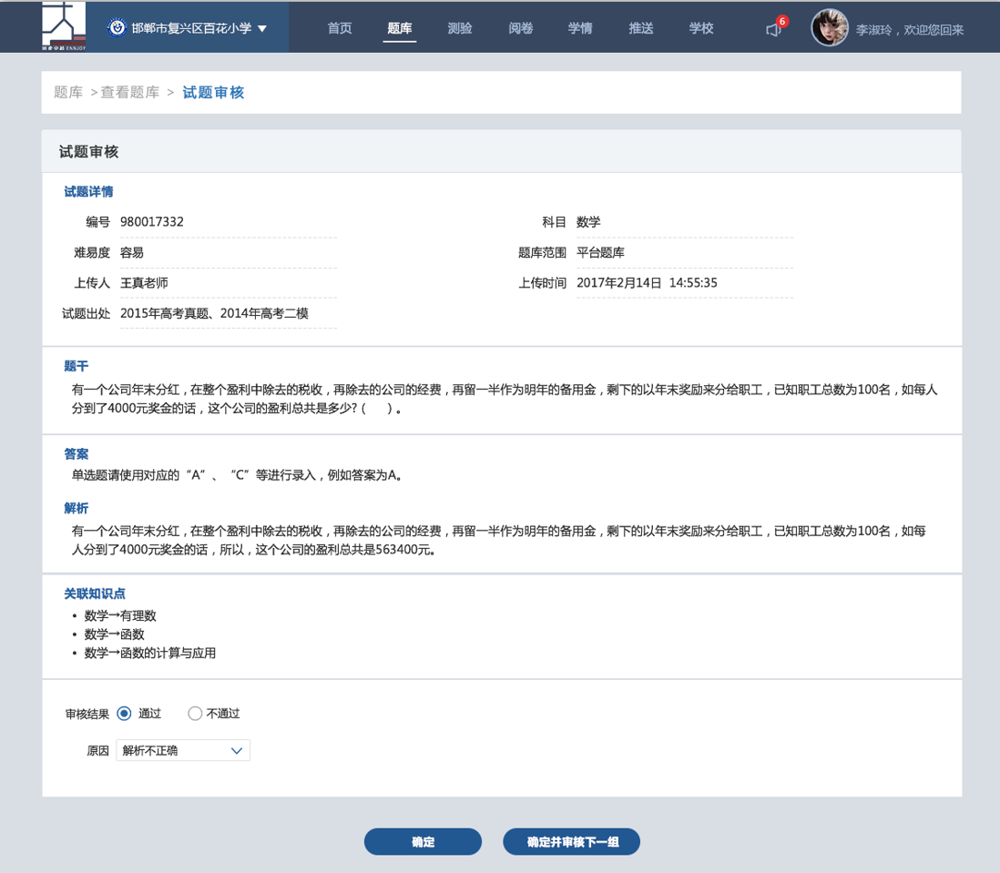 邯郸市复兴区百花小学 ▼ 首页 题库 测验 阅卷 学情 推送 学校 6 李淑玲，欢迎您回来
题库 >查看题库 > 试题审核
试题审核
试题详情
编号 980017332 科目 数学
难易度 容易 题库范围 平台题库
上传人 王真老师 上传时间 2017年2月14日 14:55:35
试题出处 2015年高考真题、2014年高考二模
题干
有一个公司年末分红，在整个盈利中除去的税收，再除去的公司的经费，再留一半作为明年的备用金，剩下的以年末奖励来分给职工，已知职工总数为100名，如每人
分到了4000元奖金的话，这个公司的盈利总共是多少?（ ）。
答案
单选题请使用对应的“A”、“C”等进行录入，例如答案为A。
解析
有一个公司年末分红，在整个盈利中除去的税收，再除去的公司的经费，再留一半作为明年的备用金，剩下的以年末奖励来分给职工，已知职工总数为100名，如每
人分到了4000元奖金的话，所以，这个公司的盈利总共是563400元。
关联知识点
• 数学→有理数
• 数学→函数
• 数学→函数的计算与应用
审核结果 通过 不通过
原因 解析不正确
确定 确定并审核下一组